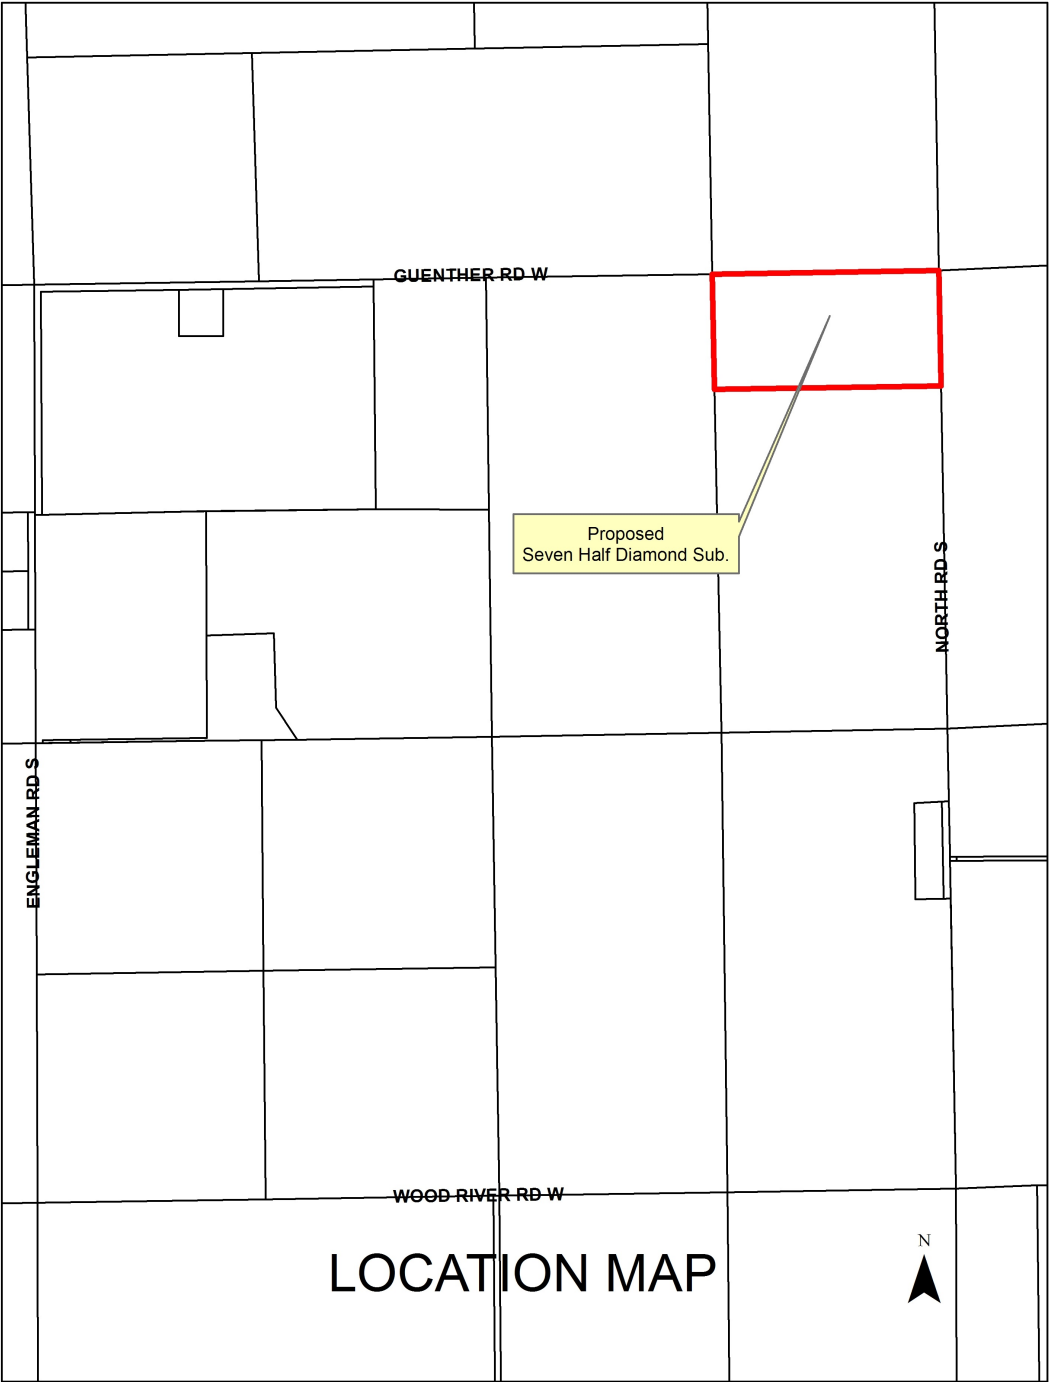 GUENTHER RD W
Proposed
Seven Half Diamond Sub.
NORTH RD S
ENGLEMAN RD S
WOOD RIVER RD W
N
LOCATION MAP